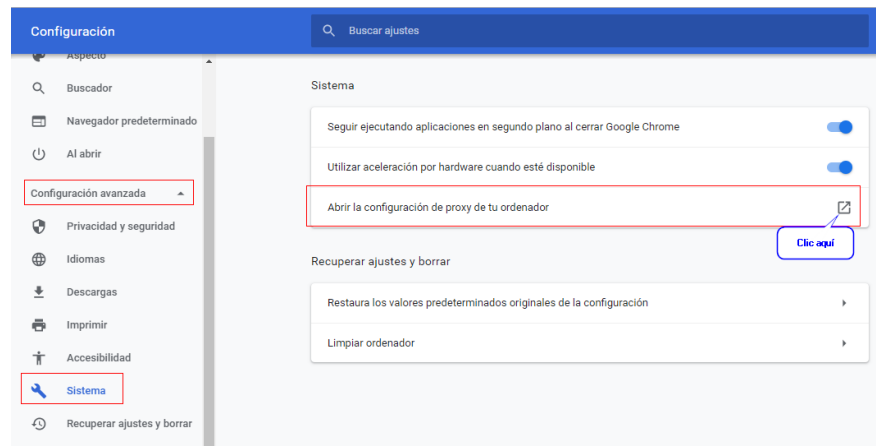 Configuración
Buscar ajustes
Aspecto
Buscador
Navegador predeterminado
Al abrir
Configuración avanzada
Privacidad y seguridad
Idiomas
Descargas
Imprimir
Accesibilidad
Sistema
Recuperar ajustes y borrar
Sistema
Seguir ejecutando aplicaciones en segundo plano al cerrar Google Chrome
Utilizar aceleración por hardware cuando esté disponible
Abrir la configuración de proxy de tu ordenador
Clic aquí
Recuperar ajustes y borrar
Restaura los valores predeterminados originales de la configuración
Limpiar ordenador